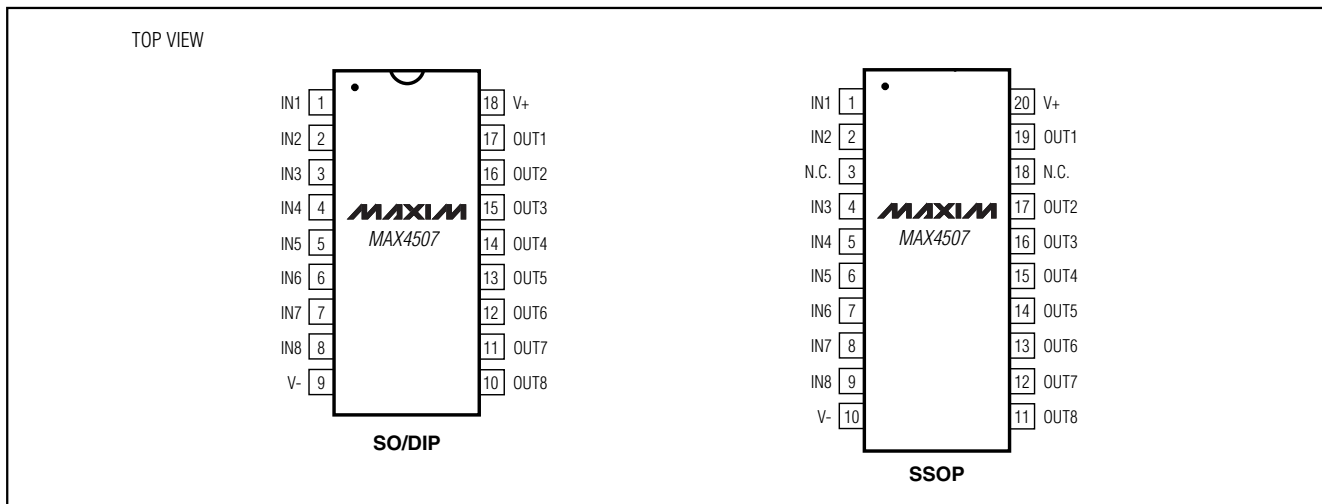 TOP VIEW
IN1 1 18 V+
IN2 2 17 OUT1
IN3 3 16 OUT2
IN4 4 15 OUT3
IN5 5 14 OUT4
IN6 6 13 OUT5
IN7 7 12 OUT6
IN8 8 11 OUT7
V- 9 10 OUT8
MAXIM
MAX4507
SO/DIP
IN1 1 20 V+
IN2 2 19 OUT1
N.C. 3 18 N.C.
IN3 4 17 OUT2
IN4 5 16 OUT3
IN5 6 15 OUT4
IN6 7 14 OUT5
IN7 8 13 OUT6
IN8 9 12 OUT7
V- 10 11 OUT8
MAXIM
MAX4507
SSOP